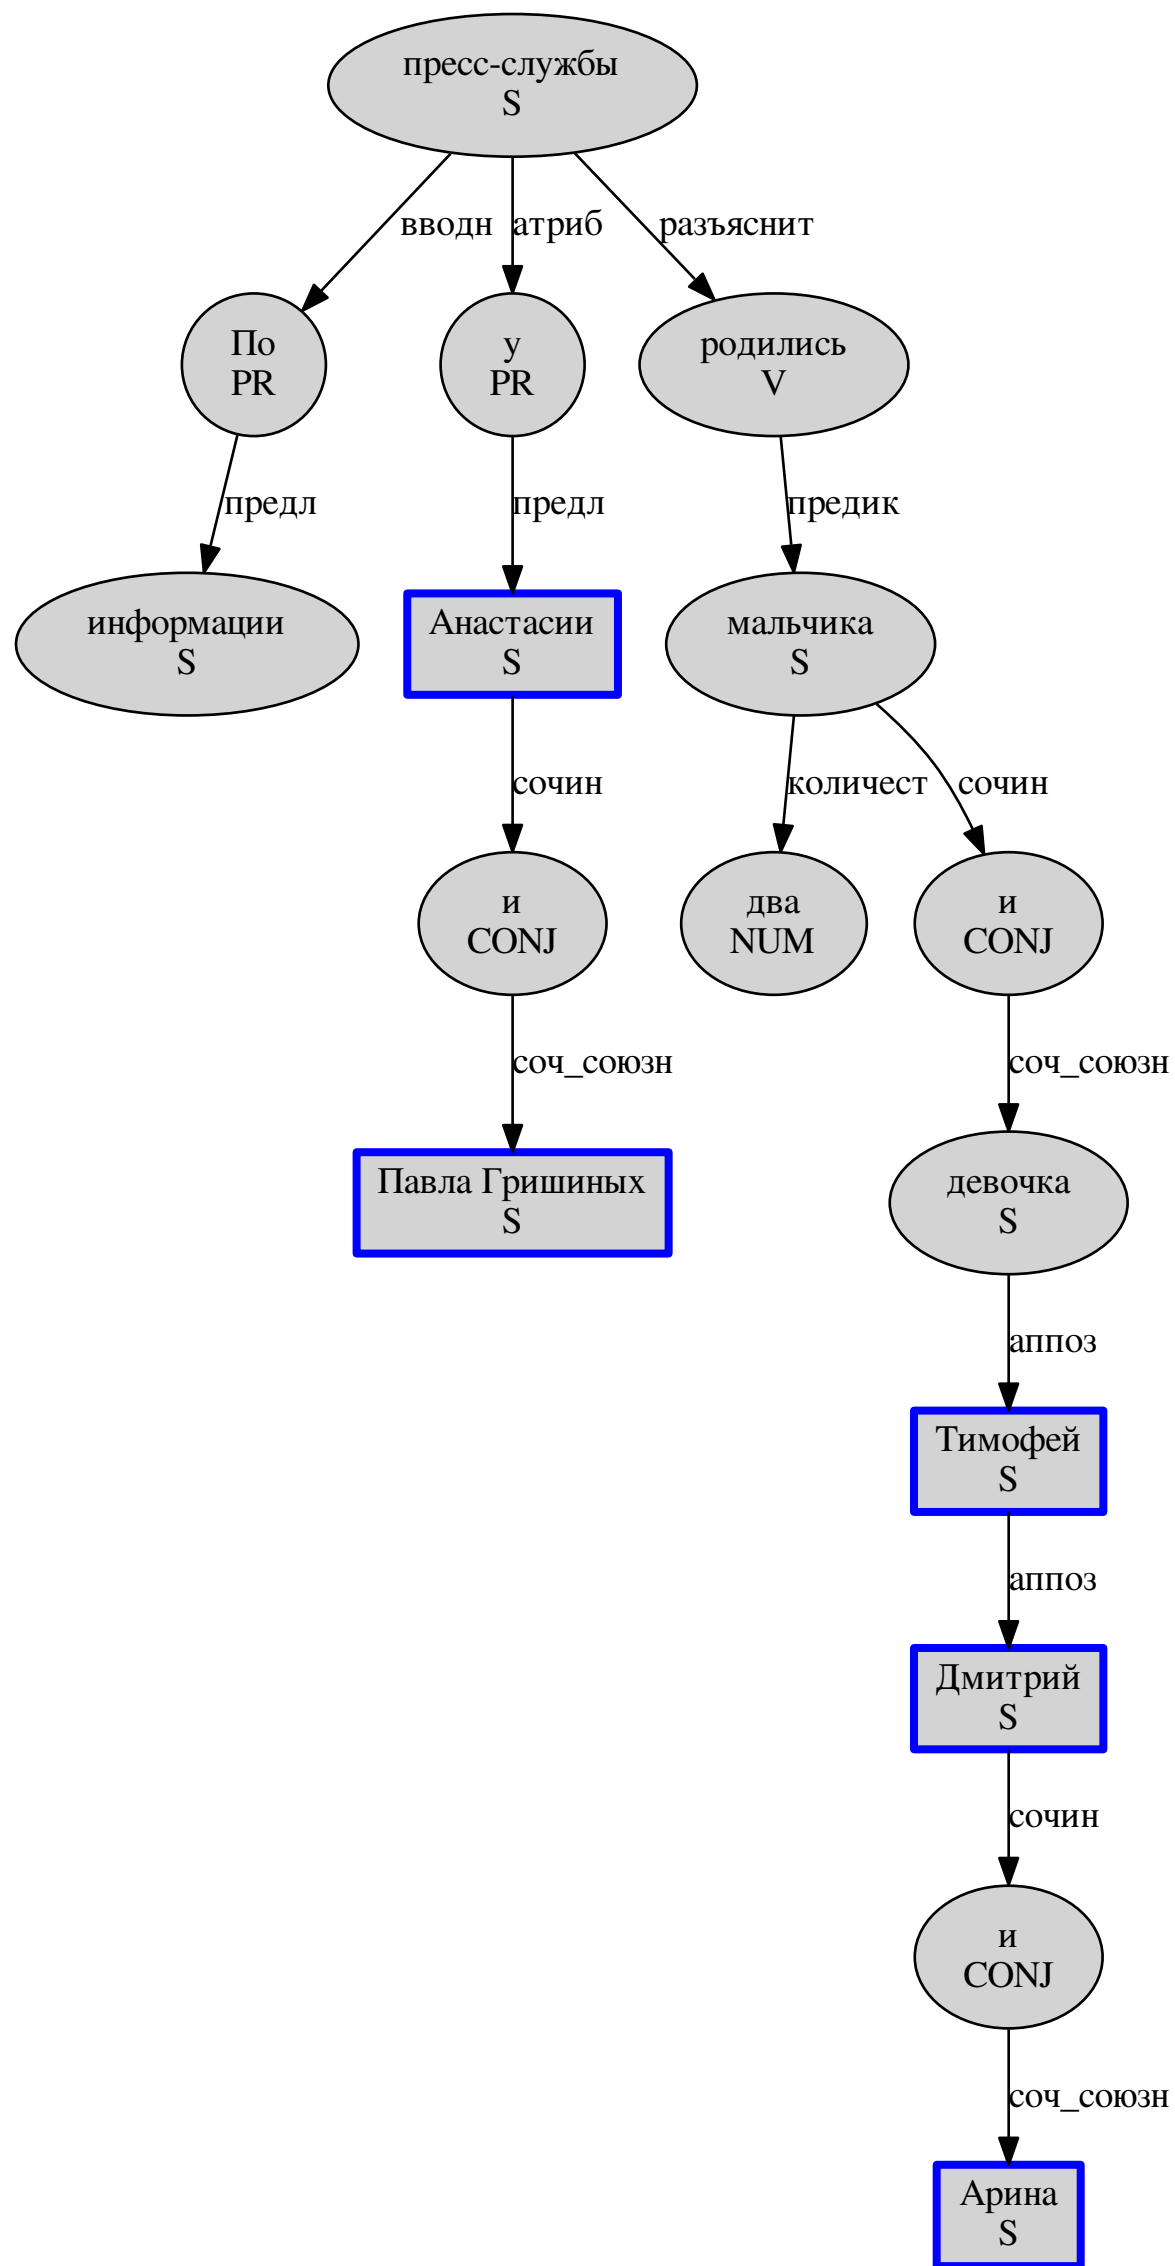 пресс-службы
S
вводн
атриб
разъяснит
По
PR
у
PR
родились
V
предл
предл
предик
информации
S
Анастасии
S
мальчика
S
сочин
количест
сочин
и
CONJ
два
NUM
и
CONJ
соч_союзн
соч_союзн
Павла Гришиных
S
девочка
S
аппоз
Тимофей
S
аппоз
Дмитрий
S
сочин
и
CONJ
соч_союзн
Арина
S